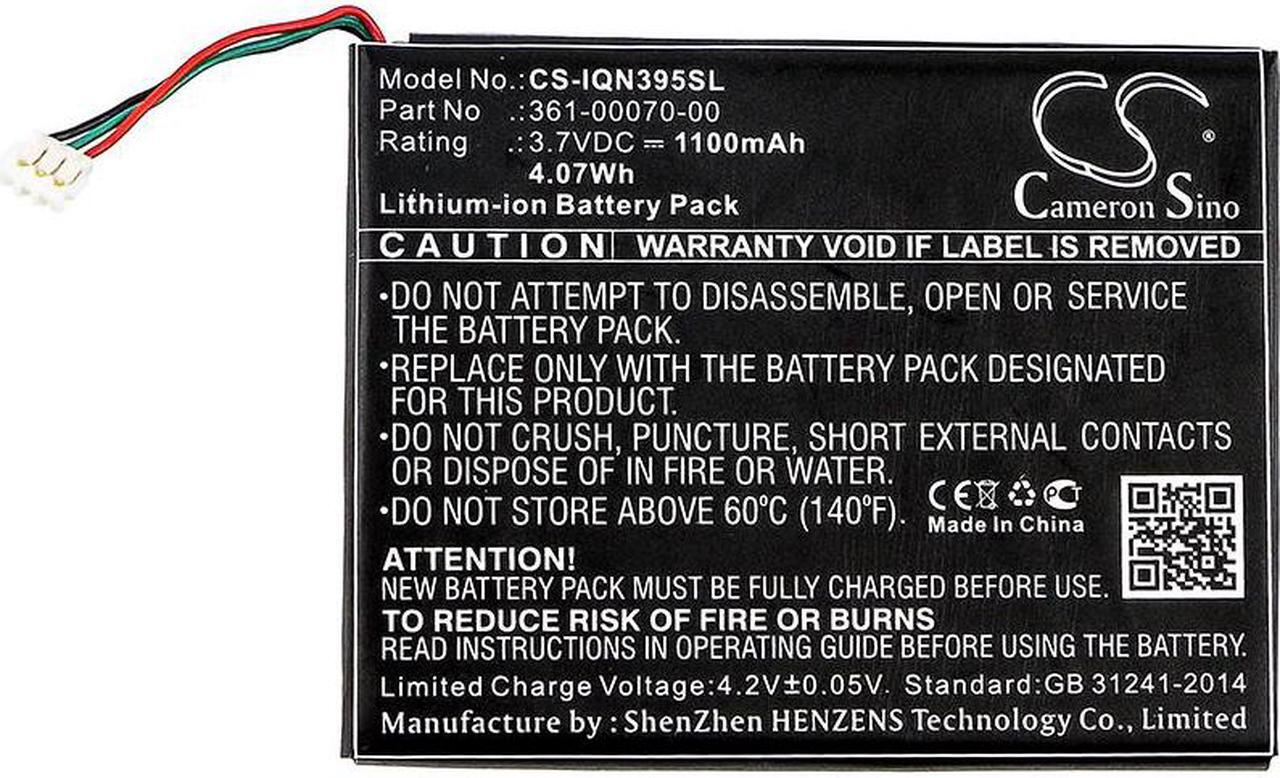 Model No.:CS-IQN395SL
Part No .:361-00070-00
Rating .:3.7VDC ⎓ 1100mAh
4.07Wh
Lithium-ion Battery Pack
CS
®
Cameron Sino
CAUTION WARRANTY VOID IF LABEL IS REMOVED
•DO NOT ATTEMPT TO DISASSEMBLE, OPEN OR SERVICE
THE BATTERY PACK.
•REPLACE ONLY WITH THE BATTERY PACK DESIGNATED
FOR THIS PRODUCT.
•DO NOT CRUSH, PUNCTURE, SHORT EXTERNAL CONTACTS
OR DISPOSE OF IN FIRE OR WATER.
•DO NOT STORE ABOVE 60ºC (140ºF).
CE PCT
Made In China
ATTENTION!
NEW BATTERY PACK MUST BE FULLY CHARGED BEFORE USE.
TO REDUCE RISK OF FIRE OR BURNS
READ INSTRUCTIONS IN OPERATING GUIDE BEFORE USING THE BATTERY.
Limited Charge Voltage:4.2V±0.05V. Standard:GB 31241-2014
Manufacture by : ShenZhen HENZENS Technology Co., Limited